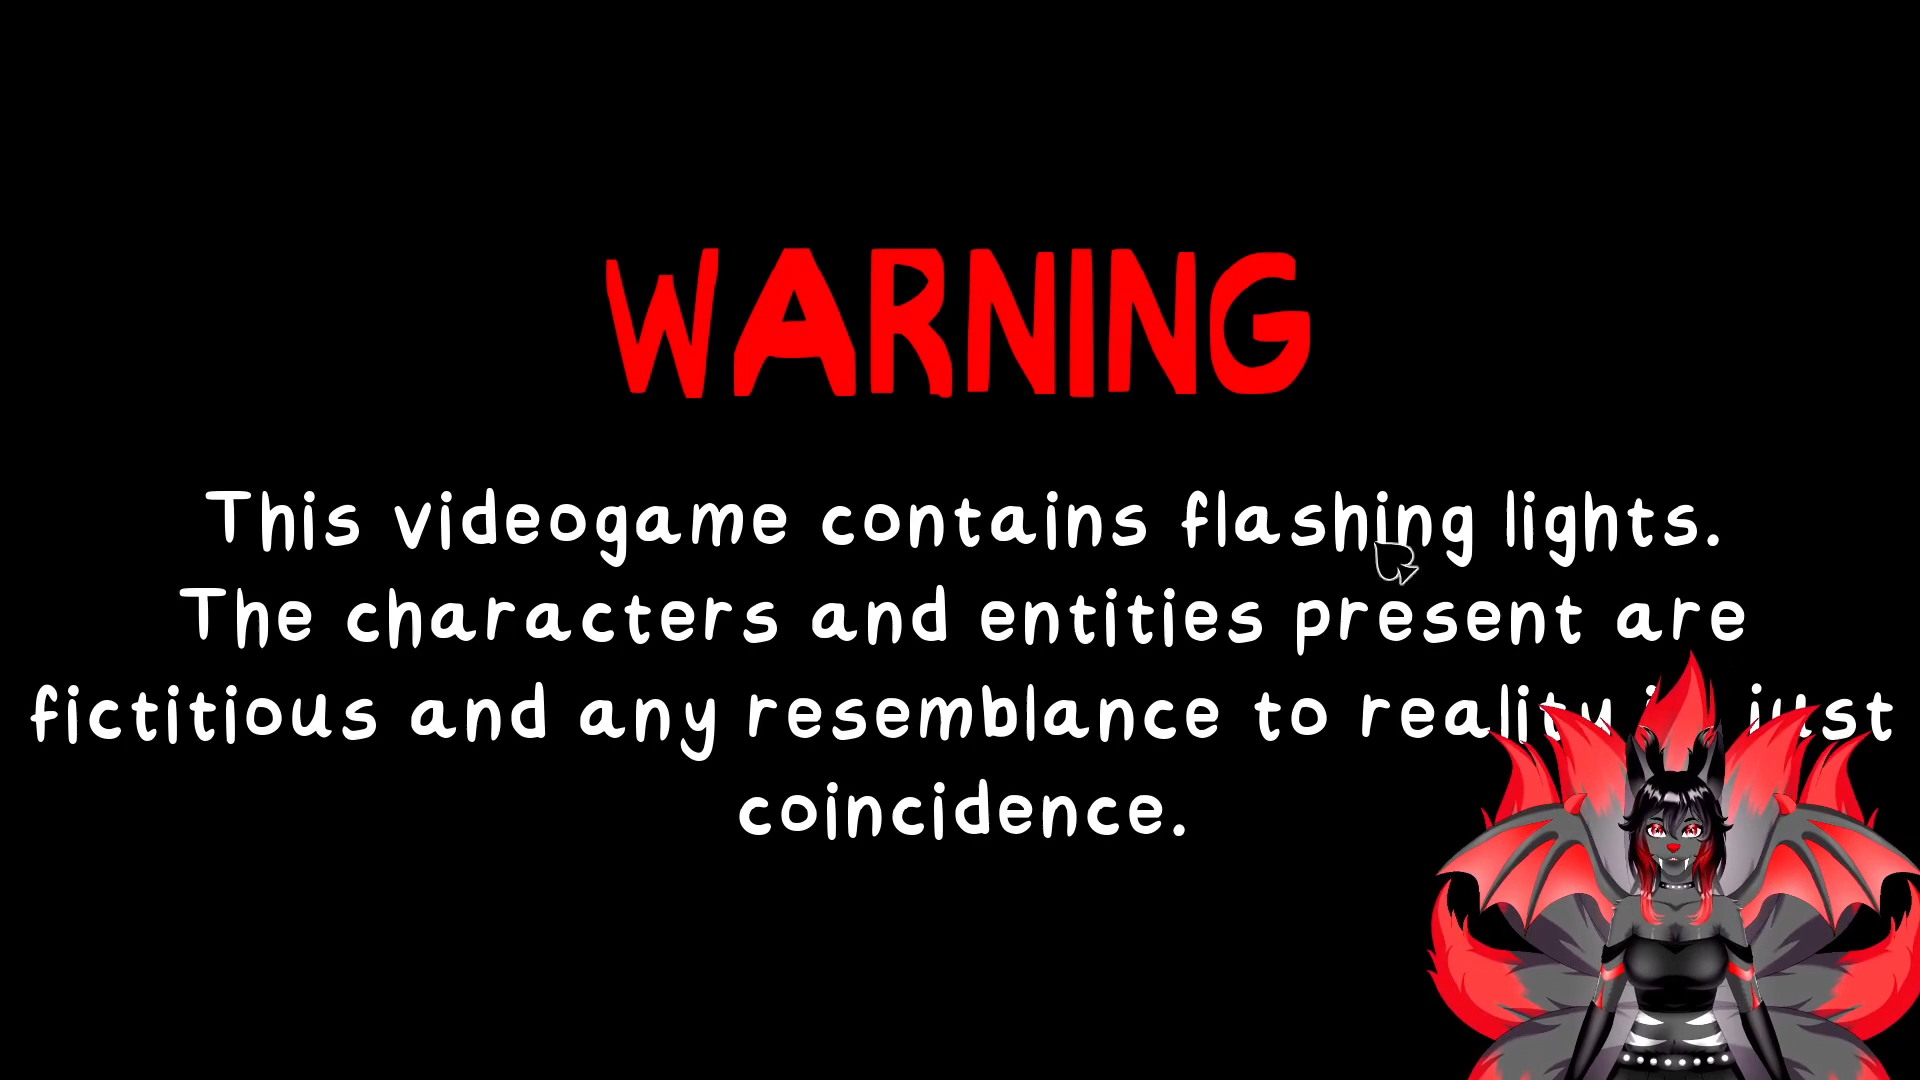 WARNING
This videogame contains flashing lights.
The characters and entities present are
fictitious and any resemblance to reality just
coincidence.